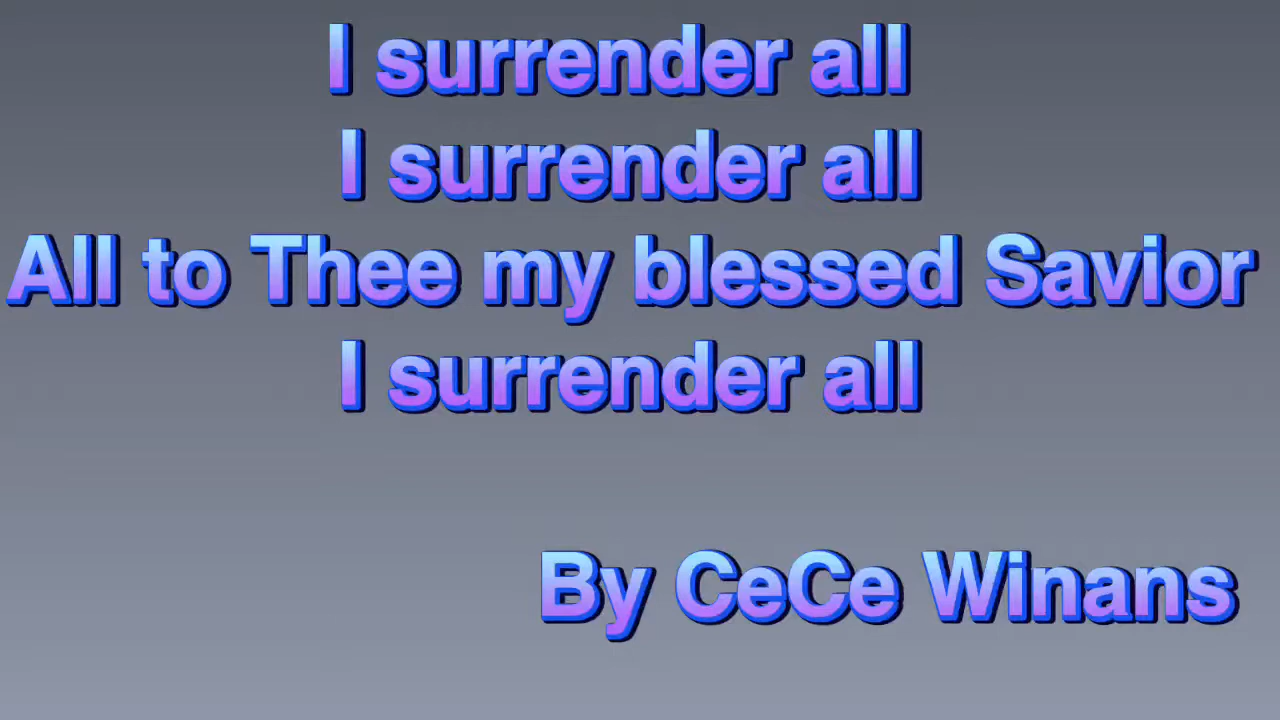 I surrender all
I surrender all
All to Thee my blessed Savior
I surrender all
By CeCe Winans